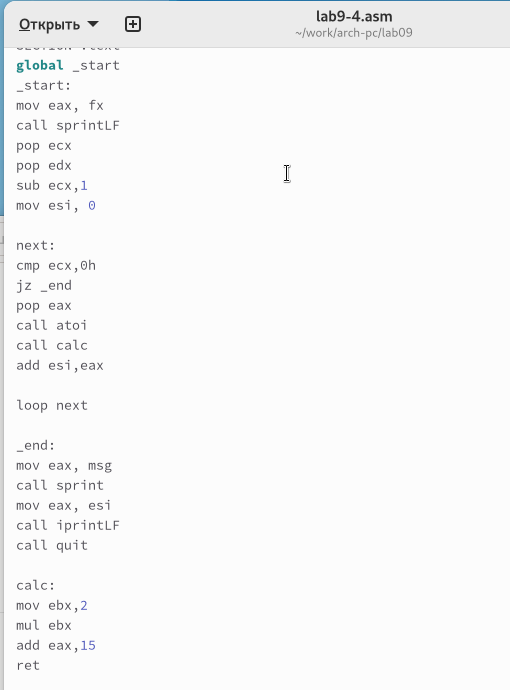 Открыть
lab9-4.asm
~/work/arch-pc/lab09
global _start
_start:
mov eax, fx
call sprintLF
pop ecx
pop edx
sub ecx,1
mov esi, 0
next:
cmp ecx,0h
jz _end
pop eax
call atoi
call calc
add esi,eax
loop next
_end:
mov eax, msg
call sprint
mov eax, esi
call iprintLF
call quit
calc:
mov ebx,2
mul ebx
add eax,15
ret